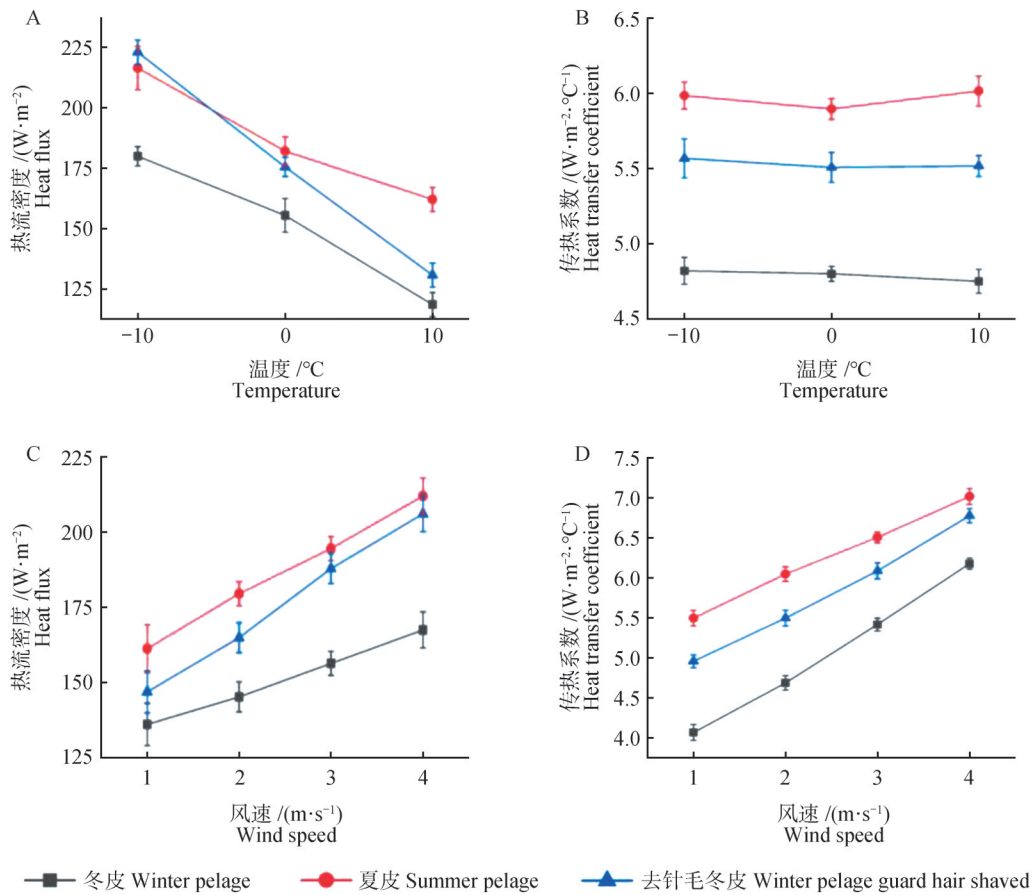 A
热流密度 /(W·m⁻²)
Heat flux
225
200
175
150
125
−10
0
10
温度 /°C
Temperature
B
传热系数 /(W·m⁻²·°C⁻¹)
Heat transfer coefficient
6.0
5.5
5.0
4.5
−10
0
10
温度 /°C
Temperature
C
热流密度 /(W·m⁻²)
Heat flux
225
200
175
150
125
1
2
3
4
风速 /(m·s⁻¹)
Wind speed
D
传热系数 /(W·m⁻²·°C⁻¹)
Heat transfer coefficient
7.5
7.0
6.5
6.0
5.5
5.0
4.5
4.0
1
2
3
4
风速 /(m·s⁻¹)
Wind speed
冬皮 Winter pelage
夏皮 Summer pelage
去针毛冬皮 Winter pelage guard hair shaved